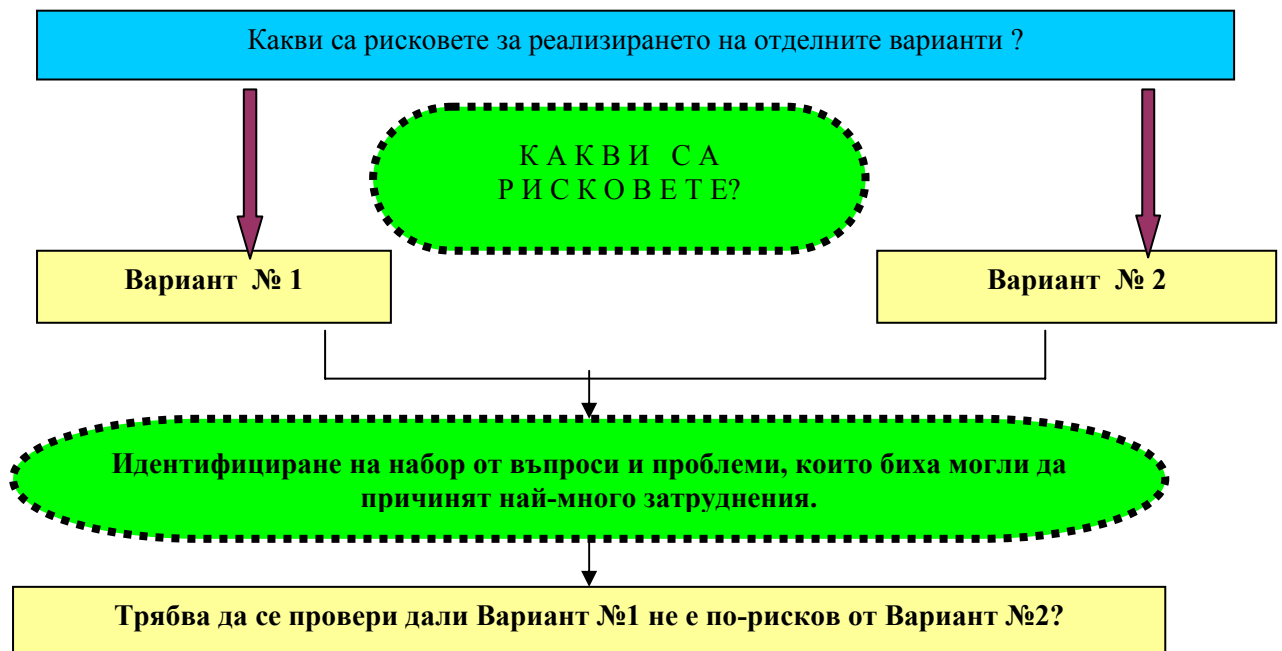 Какви са рисковете за реализирането на отделните варианти ?
К А К В И С А
Р И С К О В Е Т Е?
Вариант № 1
Вариант № 2
Идентифициране на набор от въпроси и проблеми, които биха могли да
причинят най-много затруднения.
Трябва да се провери дали Вариант №1 не е по-рисков от Вариант №2?